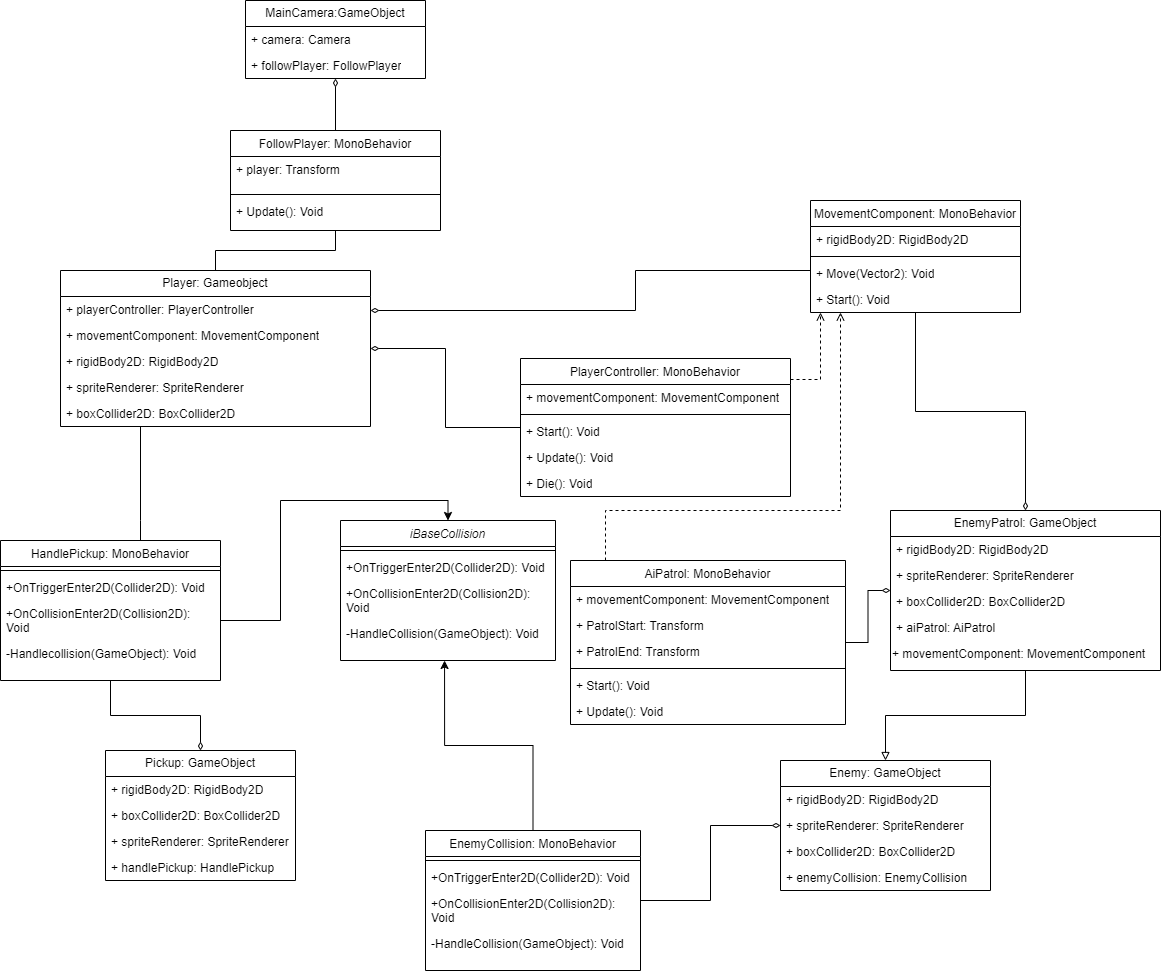 MainCamera:GameObject
+ camera: Camera
+ followPlayer: FollowPlayer
FollowPlayer: MonoBehavior
+ player: Transform
+ Update(): Void
MovementComponent: MonoBehavior
+ rigidBody2D: RigidBody2D
+ Move(Vector2): Void
+ Start(): Void
Player: Gameobject
+ playerController: PlayerController
+ movementComponent: MovementComponent
+ rigidBody2D: RigidBody2D
+ spriteRenderer: SpriteRenderer
+ boxCollider2D: BoxCollider2D
PlayerController: MonoBehavior
+ movementComponent: MovementComponent
+ Start(): Void
+ Update(): Void
+ Die(): Void
HandlePickup: MonoBehavior
+OnTriggerEnter2D(Collider2D): Void
+OnCollisionEnter2D(Collision2D):
Void
-Handlecollision(GameObject): Void
iBaseCollision
+OnTriggerEnter2D(Collider2D): Void
+OnCollisionEnter2D(Collision2D):
Void
-HandleCollision(GameObject): Void
AiPatrol: MonoBehavior
+ movementComponent: MovementComponent
+ PatrolStart: Transform
+ PatrolEnd: Transform
+ Start(): Void
+ Update(): Void
EnemyPatrol: GameObject
+ rigidBody2D: RigidBody2D
+ spriteRenderer: SpriteRenderer
+ boxCollider2D: BoxCollider2D
+ aiPatrol: AiPatrol
+ movementComponent: MovementComponent
Pickup: GameObject
+ rigidBody2D: RigidBody2D
+ boxCollider2D: BoxCollider2D
+ spriteRenderer: SpriteRenderer
+ handlePickup: HandlePickup
EnemyCollision: MonoBehavior
+OnTriggerEnter2D(Collider2D): Void
+OnCollisionEnter2D(Collision2D):
Void
-HandleCollision(GameObject): Void
Enemy: GameObject
+ rigidBody2D: RigidBody2D
+ spriteRenderer: SpriteRenderer
+ boxCollider2D: BoxCollider2D
+ enemyCollision: EnemyCollision